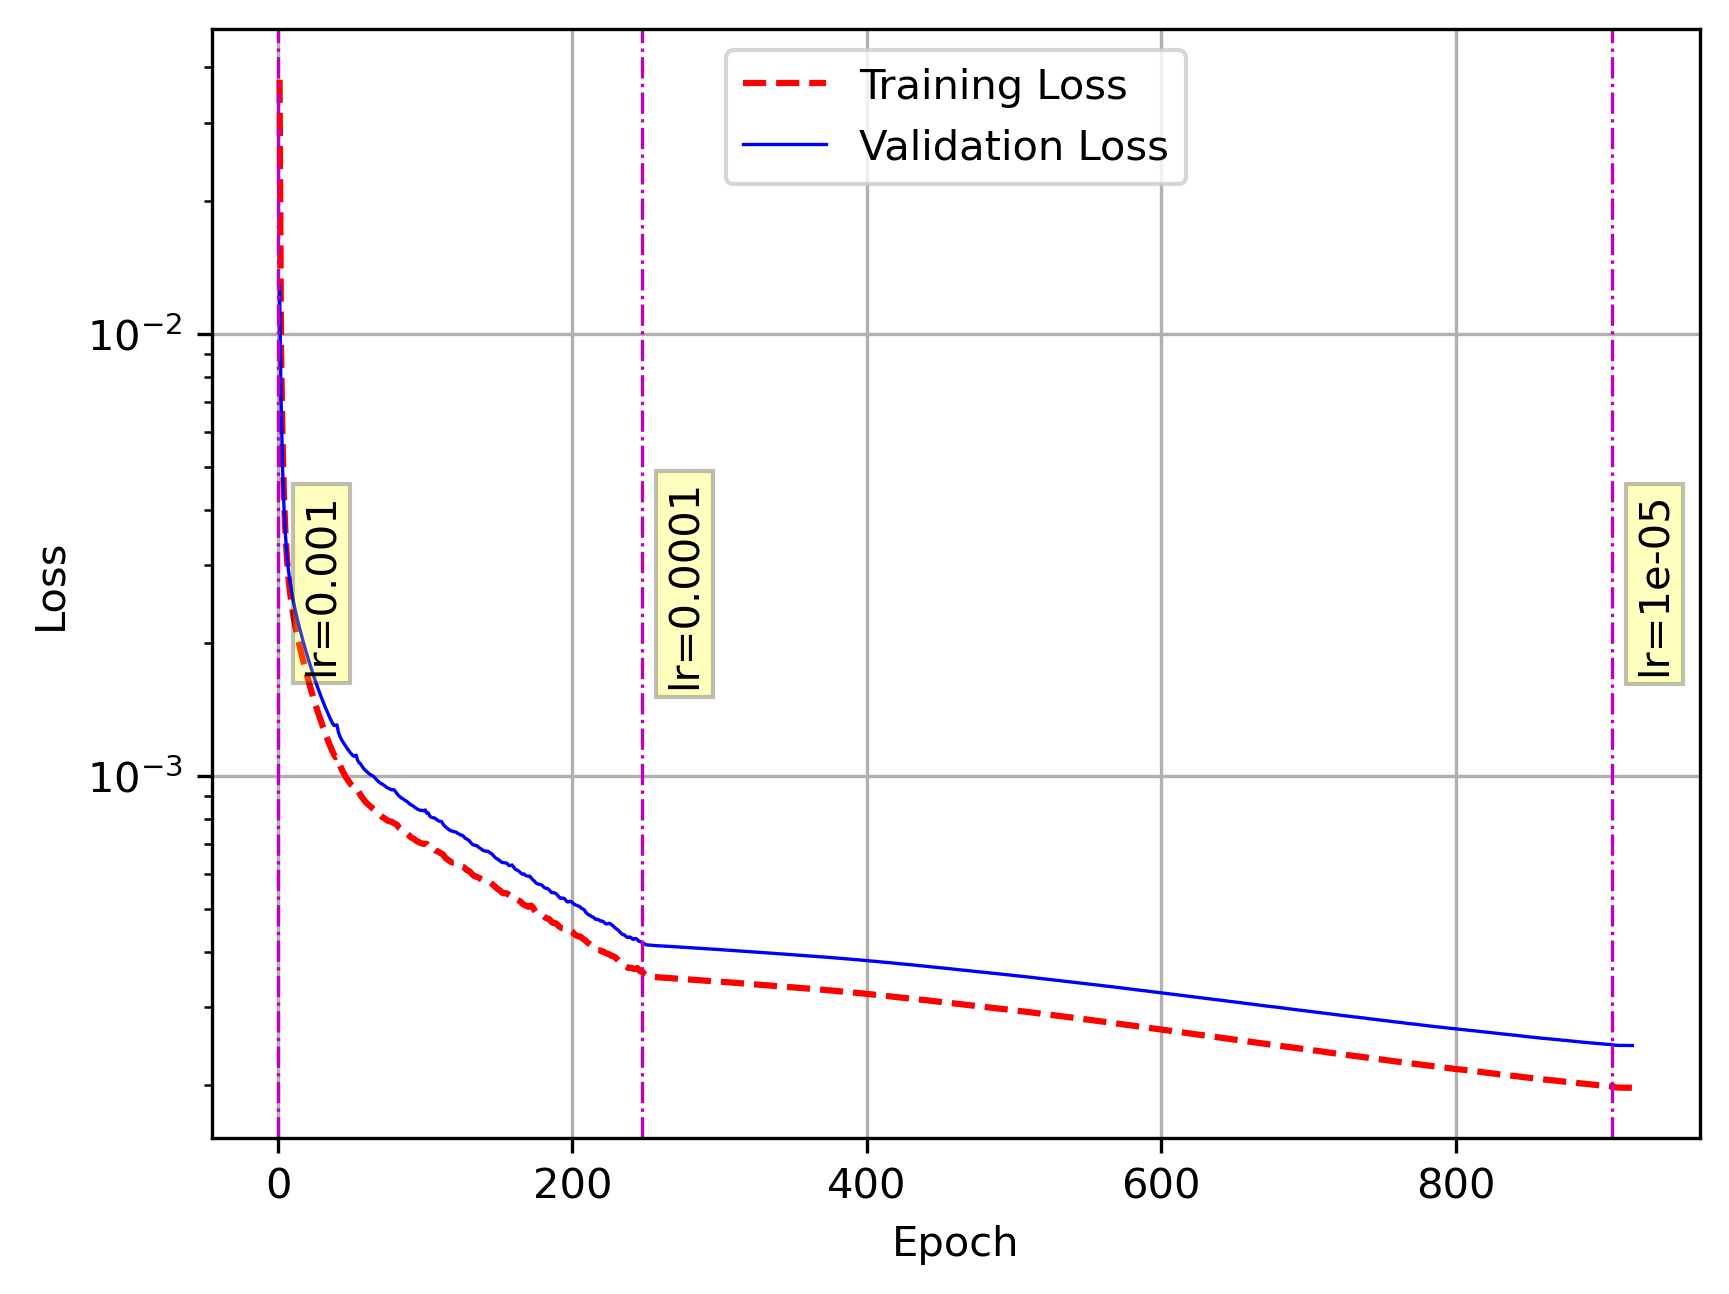 Training Loss
Validation Loss
10⁻²
10⁻³
Loss
lr=0.001
lr=0.0001
lr=1e-05
0
200
400
600
800
Epoch